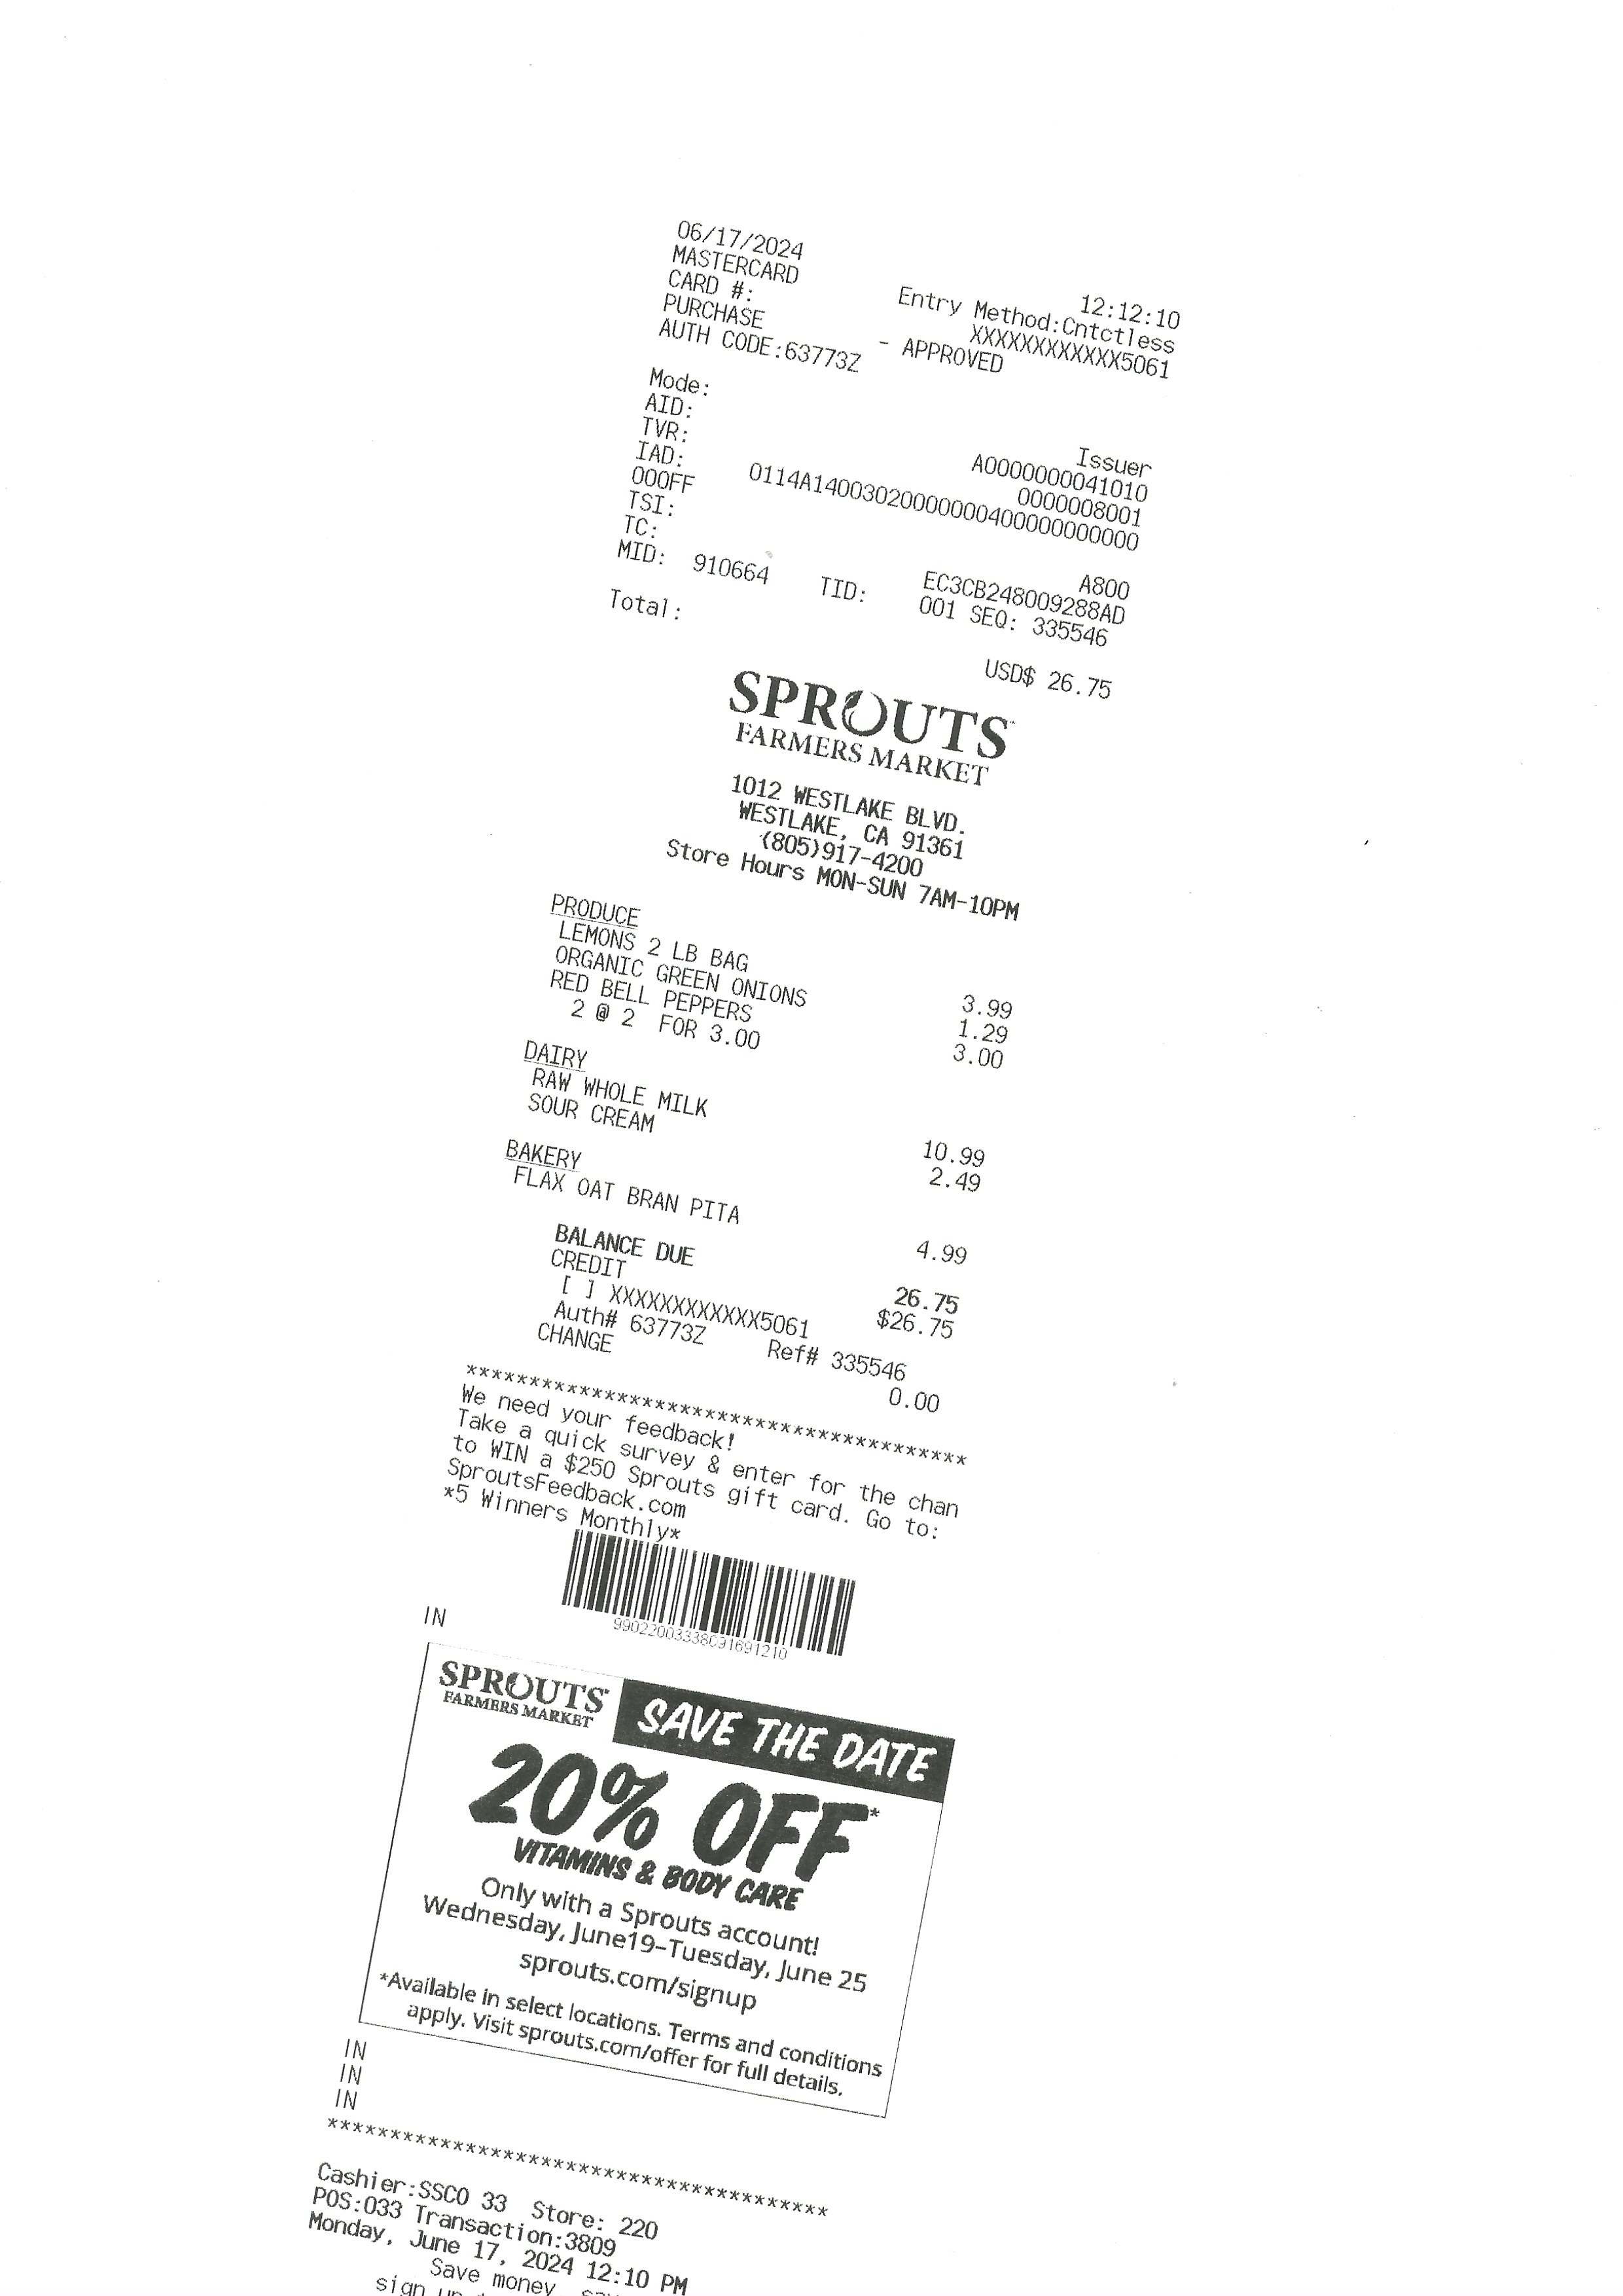 06/17/2024 12:12:10
MASTERCARD Entry Method:Cntctless
CARD #: XXXXXXXXXXXX5061
PURCHASE - APPROVED
AUTH CODE:63773Z
Mode: Issuer
AID: A0000000041010
TVR: 0000008001
IAD: 0114A14003020000000400000000000
000FF
TSI: A800
TC: EC3CB248009288AD
MID: 910664 TID: 001 SEQ: 335546
Total: USD$ 26.75
SPROUTS
FARMERS MARKET
1012 WESTLAKE BLVD.
WESTLAKE, CA 91361
(805)917-4200
Store Hours MON-SUN 7AM-10PM
PRODUCE
LEMONS 2 LB BAG 3.99
ORGANIC GREEN ONIONS 1.29
RED BELL PEPPERS 3.00
2 @ 2 FOR 3.00
DAIRY
RAW WHOLE MILK 10.99
SOUR CREAM 2.49
BAKERY
FLAX OAT BRAN PITA 4.99
BALANCE DUE 26.75
CREDIT $26.75
[ ] XXXXXXXXXXXX5061
Auth# 63773Z Ref# 335546
CHANGE 0.00
****************************************
We need your feedback!
Take a quick survey & enter for the chan
to WIN a $250 Sprouts gift card. Go to:
SproutsFeedback.com
*5 Winners Monthly*
99022003338091691210
IN
SPROUTS
FARMERS MARKET
SAVE THE DATE
20% OFF*
VITAMINS & BODY CARE
Only with a Sprouts account!
Wednesday, June19–Tuesday, June 25
sprouts.com/signup
*Available in select locations. Terms and conditions
apply. Visit sprouts.com/offer for full details.
IN
IN
IN
****************************************
Cashier:SSCO 33 Store: 220
POS:033 Transaction:3809
Monday, June 17, 2024 12:10 PM
Save money,
sign